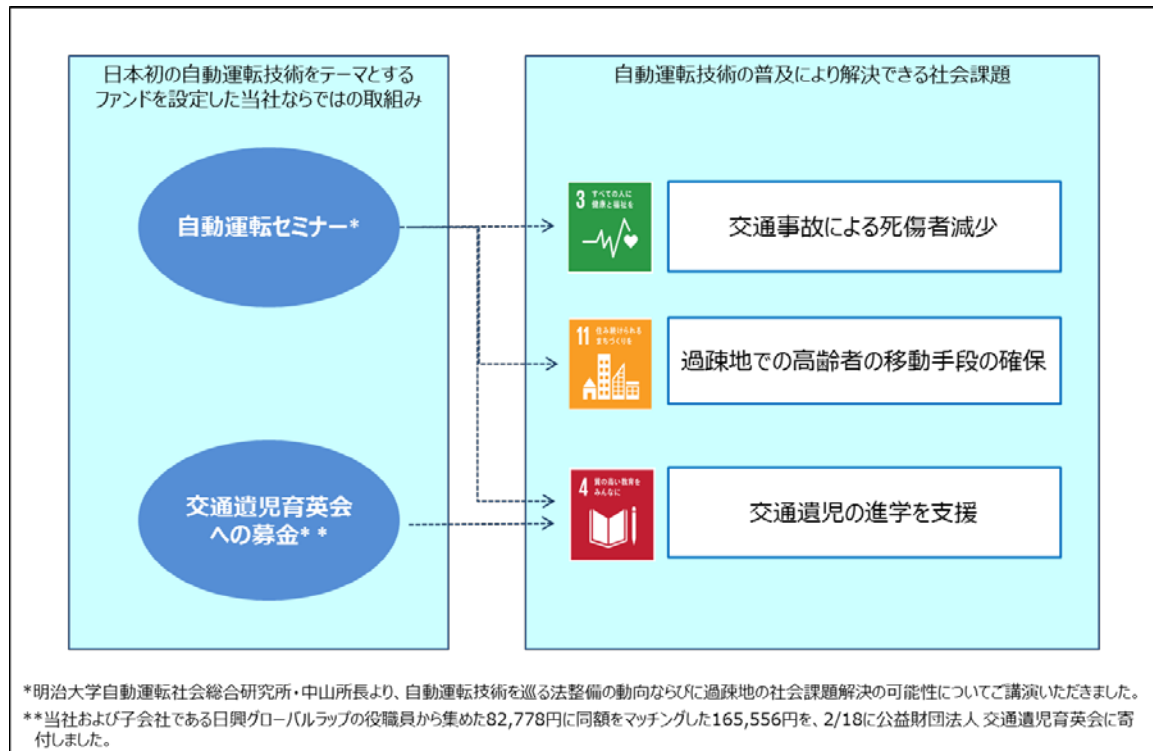 日本初の自動運転技術をテーマとする
ファンドを設定した当社ならではの取組み
自動運転セミナー*
交通遺児育英会
への募金**
自動運転技術の普及により解決できる社会課題
3 すべての人に
健康と福祉を
交通事故による死傷者減少
11 住み続けられる
まちづくりを
過疎地での高齢者の移動手段の確保
4 質の高い教育を
みんなに
交通遺児の進学を支援
*明治大学自動運転社会総合研究所・中山所長より、自動運転技術を巡る法整備の動向ならびに過疎地の社会課題解決の可能性についてご講演いただきました。
**当社および子会社である日興グローバルラップの役職員から集めた82,778円に同額をマッチングした165,556円を、2/18に公益財団法人 交通遺児育英会に寄
付しました。